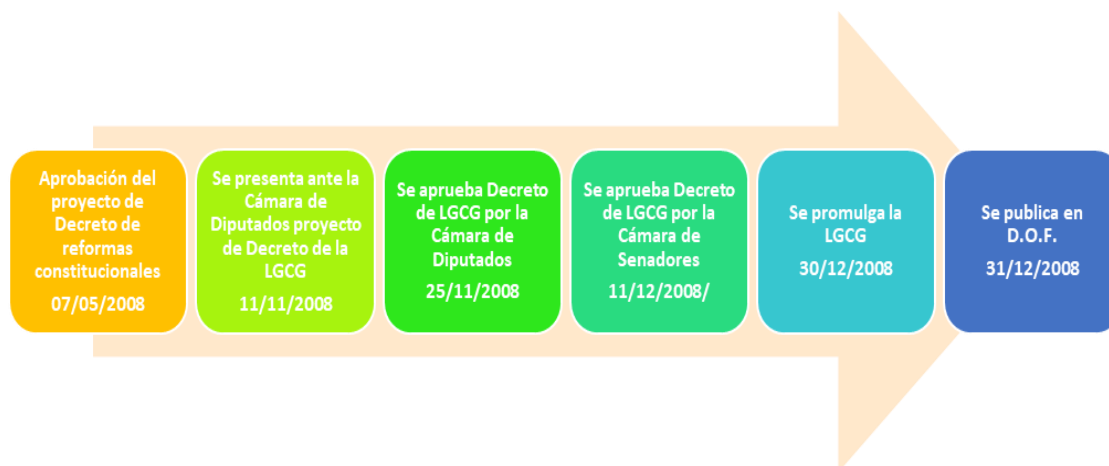 Aprobación del
proyecto de
Decreto de
reformas
constitucionales
07/05/2008
Se presenta ante la
Cámara de
Diputados proyecto
de Decreto de la
LGCG
11/11/2008
Se aprueba Decreto
de LGCG por la
Cámara de
Diputados
25/11/2008
Se aprueba Decreto
de LGCG por la
Cámara de
Senadores
11/12/2008/
Se promulga la
LGCG
30/12/2008
Se publica en
D.O.F.
31/12/2008